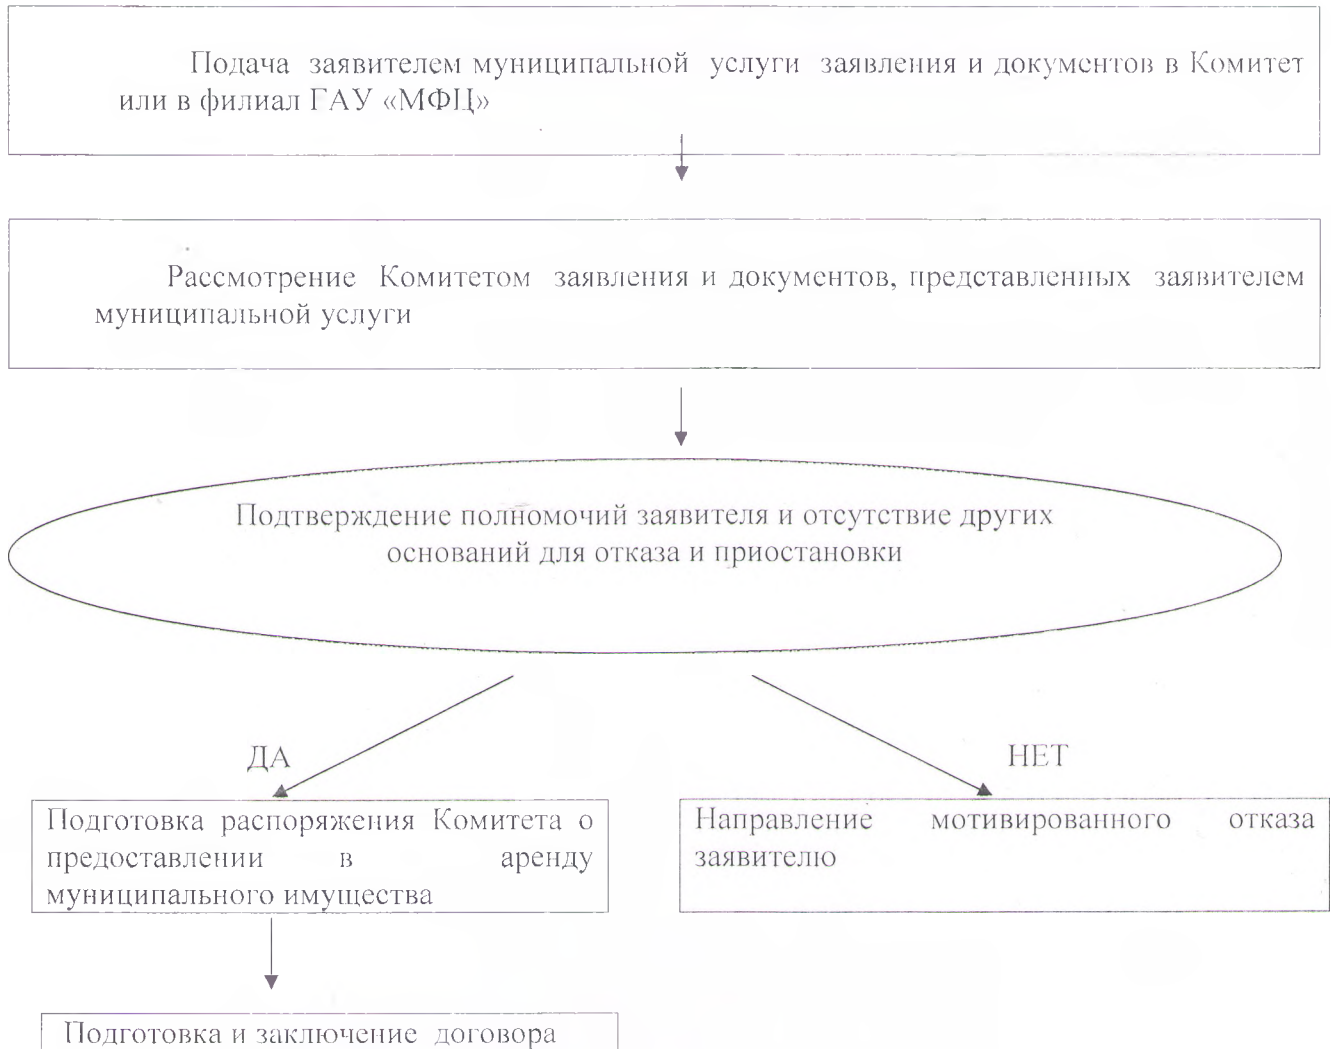 Подача заявителем муниципальной услуги заявления и документов в Комитет
или в филиал ГАУ «МФЦ»
Рассмотрение Комитетом заявления и документов, представленных заявителем
муниципальной услуги
Подтверждение полномочий заявителя и отсутствие других
оснований для отказа и приостановки
ДА
НЕТ
Подготовка распоряжения Комитета о
предоставлении в аренду
муниципального имущества
Направление мотивированного отказа
заявителю
Подготовка и заключение договора